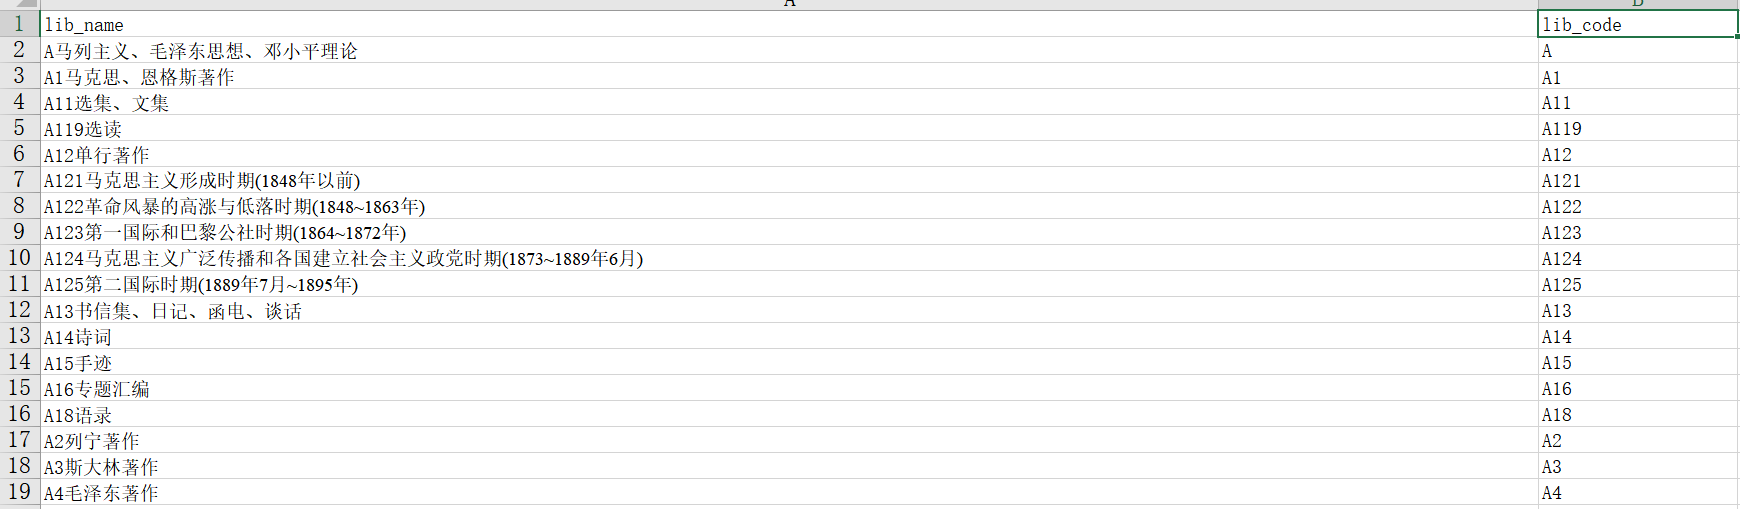 A B
1 lib_name lib_code
2 A马列主义、毛泽东思想、邓小平理论 A
3 A1马克思、恩格斯著作 A1
4 A11选集、文集 A11
5 A119选读 A119
6 A12单行著作 A12
7 A121马克思主义形成时期(1848年以前) A121
8 A122革命风暴的高涨与低落时期(1848~1863年) A122
9 A123第一国际和巴黎公社时期(1864~1872年) A123
10 A124马克思主义广泛传播和各国建立社会主义政党时期(1873~1889年6月) A124
11 A125第二国际时期(1889年7月~1895年) A125
12 A13书信集、日记、函电、谈话 A13
13 A14诗词 A14
14 A15手迹 A15
15 A16专题汇编 A16
16 A18语录 A18
17 A2列宁著作 A2
18 A3斯大林著作 A3
19 A4毛泽东著作 A4